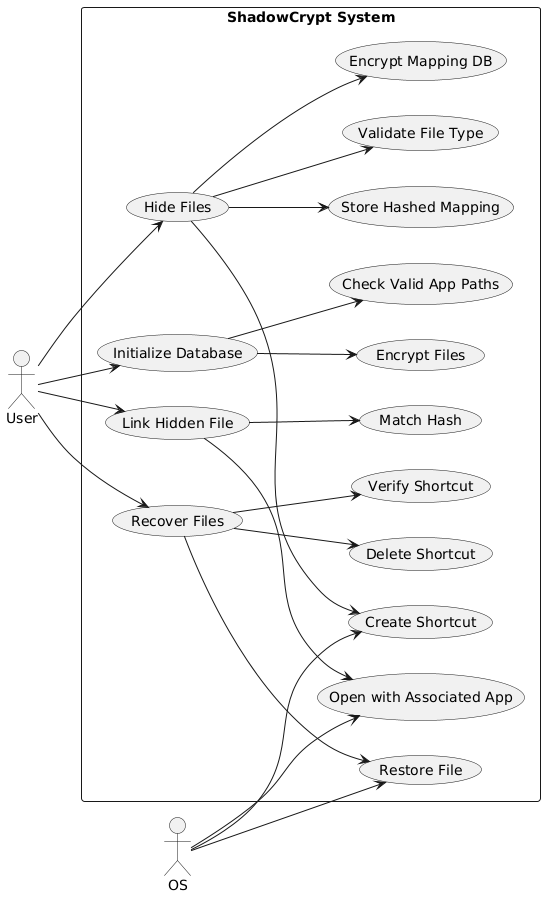 ShadowCrypt System
Encrypt Mapping DB
Validate File Type
Hide Files
Store Hashed Mapping
Check Valid App Paths
Initialize Database
Encrypt Files
User
Link Hidden File
Match Hash
Verify Shortcut
Recover Files
Delete Shortcut
Create Shortcut
Open with Associated App
Restore File
OS